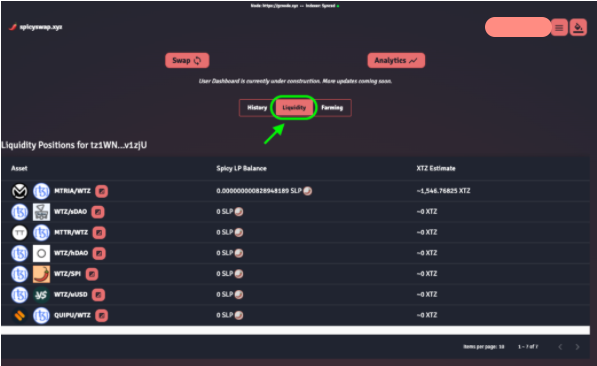 Node: https://gcnode.xyz — Indexer: Synced
spicyswap.xyz
Swap
Analytics
User Dashboard is currently under construction. More updates coming soon.
History
Liquidity
Farming
Liquidity Positions for tz1WN...v1zjU
Asset Spicy LP Balance XTZ Estimate
MTRIA/WTZ 0.000000000828948189 SLP ~1,546.76825 XTZ
WTZ/sDAO 0 SLP ~0 XTZ
TT MTTR/WTZ 0 SLP ~0 XTZ
WTZ/hDAO 0 SLP ~0 XTZ
WTZ/SPI 0 SLP ~0 XTZ
WTZ/uUSD 0 SLP ~0 XTZ
QUIPU/WTZ 0 SLP ~0 XTZ
Items per page: 10 1 – 7 of 7